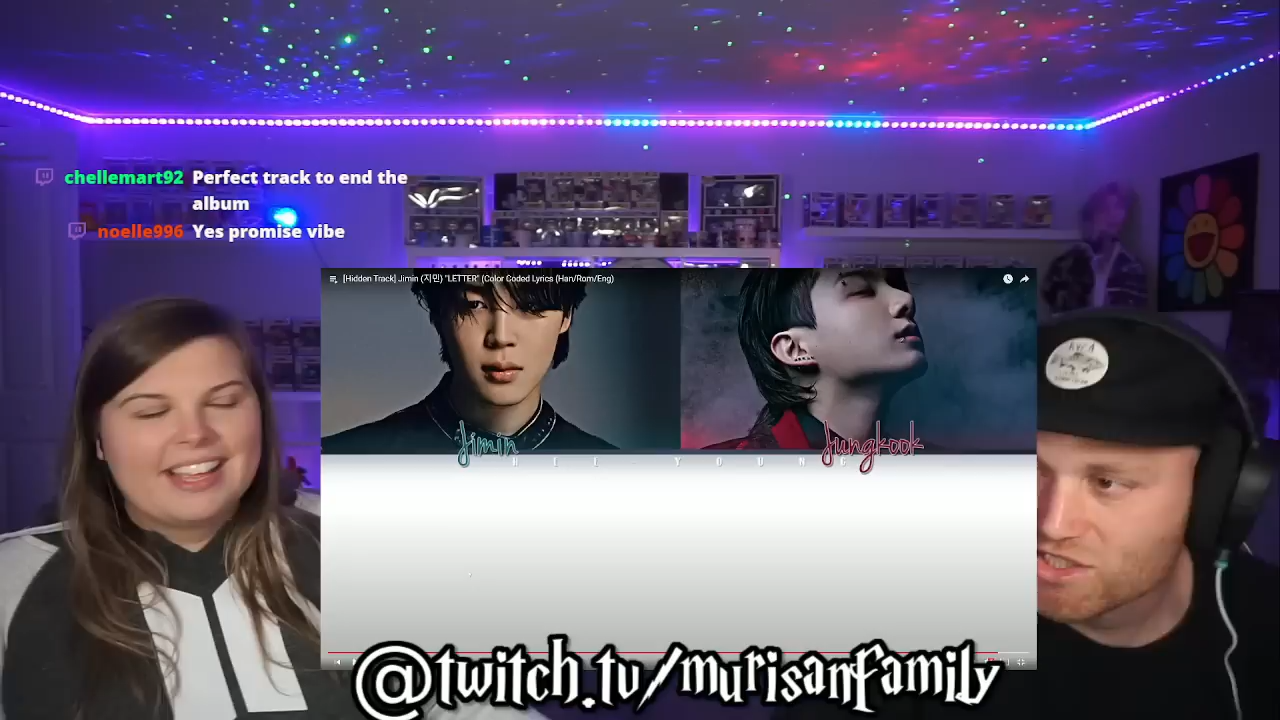 chellemart92 Perfect track to end the
album
noelle996 Yes promise vibe
[Hidden Track] Jimin (지민) "LETTER" (Color Coded Lyrics (Han/Rom/Eng)
Jimin
Jungkook
@twitch.tv/murisanfamily